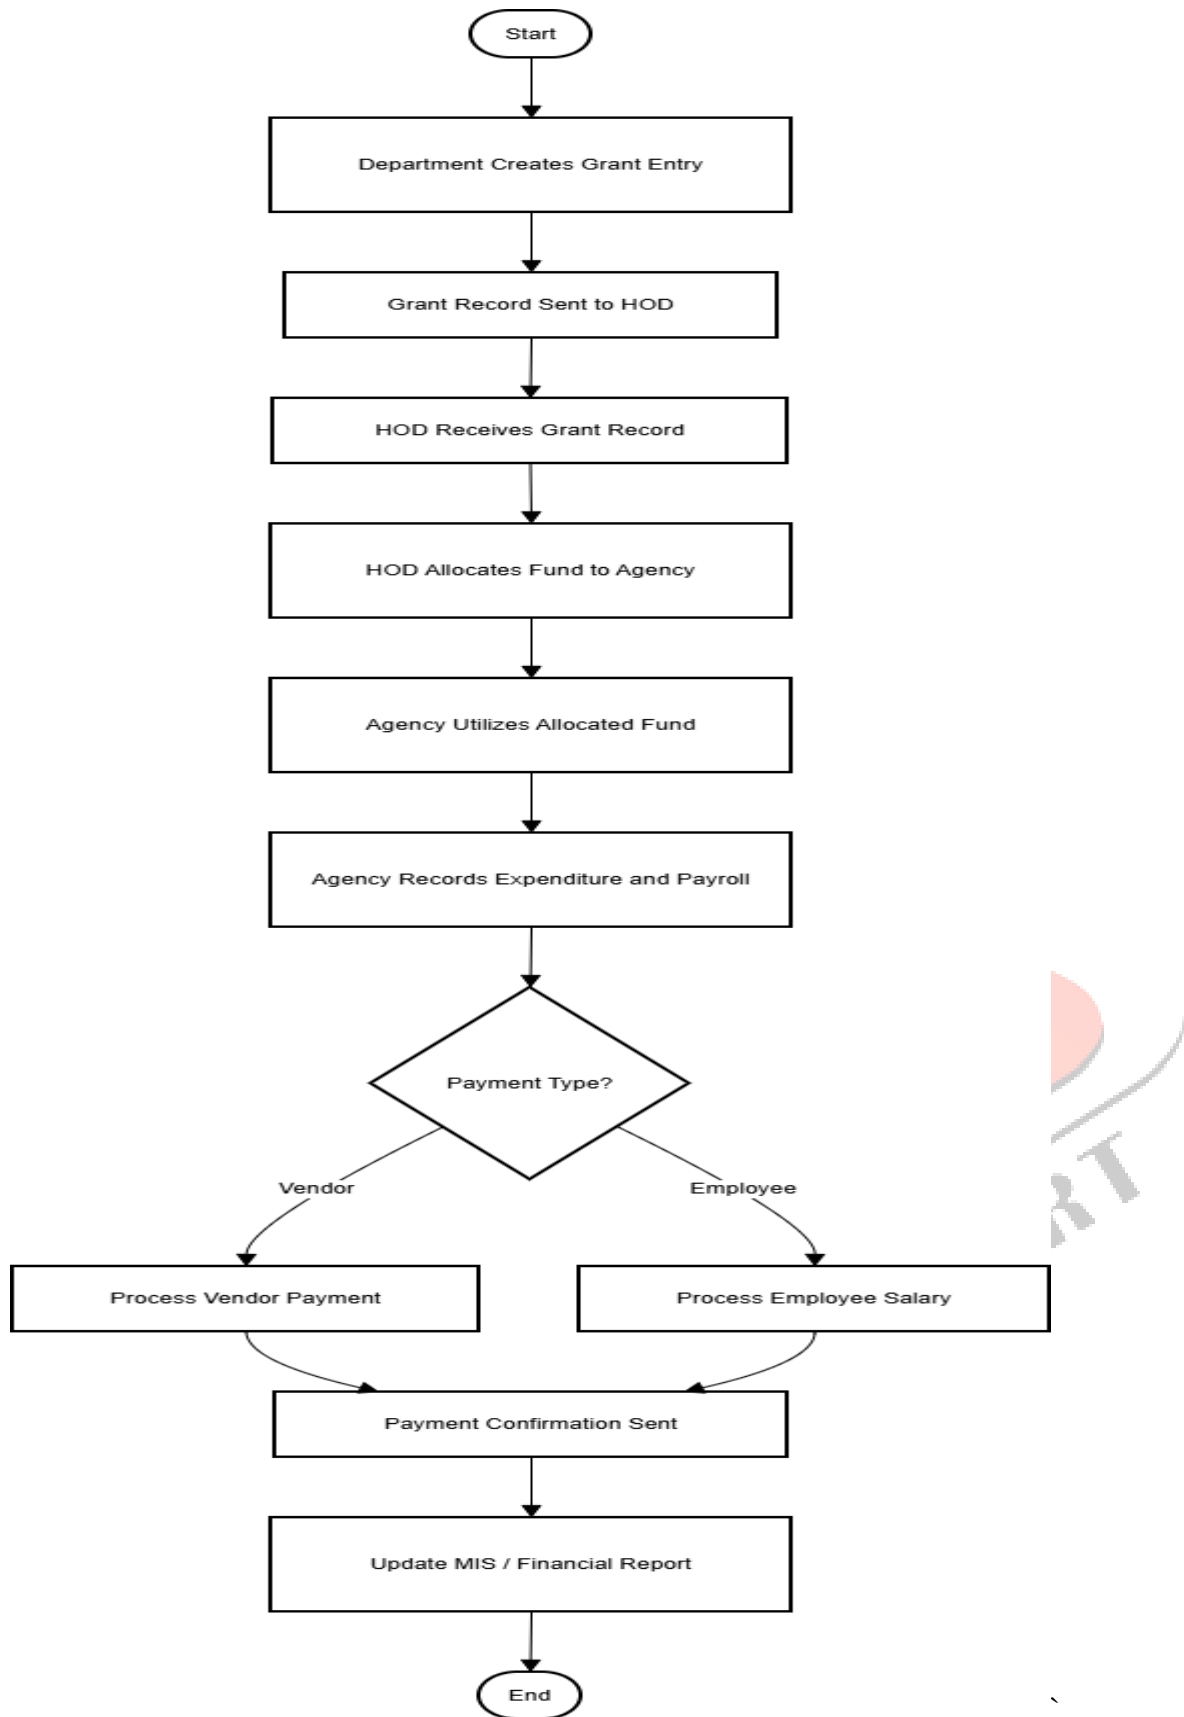 Start
Department Creates Grant Entry
Grant Record Sent to HOD
HOD Receives Grant Record
HOD Allocates Fund to Agency
Agency Utilizes Allocated Fund
Agency Records Expenditure and Payroll
Payment Type?
Vendor
Employee
Process Vendor Payment
Process Employee Salary
Payment Confirmation Sent
Update MIS / Financial Report
End